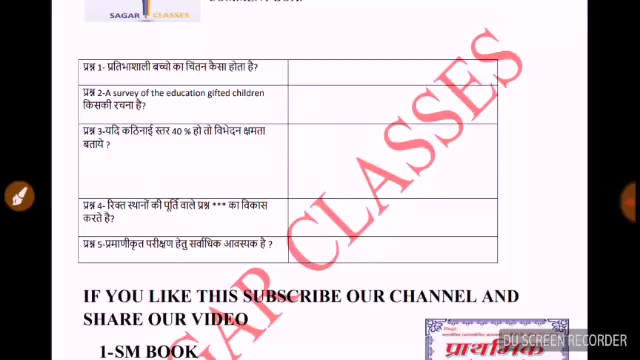 SAGAR CLASSES
प्रश्न 1- प्रतिभाशाली बच्चो का चिंतन कैसा होता है?
प्रश्न 2-A survey of the education gifted children
किसकी रचना है?
प्रश्न 3-यदि कठिनाई स्तर 40 % हो तो विभेदन क्षमता
बताये ?
प्रश्न 4- रिक्त स्थानों की पूर्ति वाले प्रश्न *** का विकास
करते है?
प्रश्न 5-प्रमाणीकृत परीक्षण हेतु सर्वाधिक आवस्यक है ?
SAGAR CLASSES
IF YOU LIKE THIS SUBSCRIBE OUR CHANNEL AND
SHARE OUR VIDEO
1-SM BOOK
DU SCREEN RECORDER
प्राथमिक